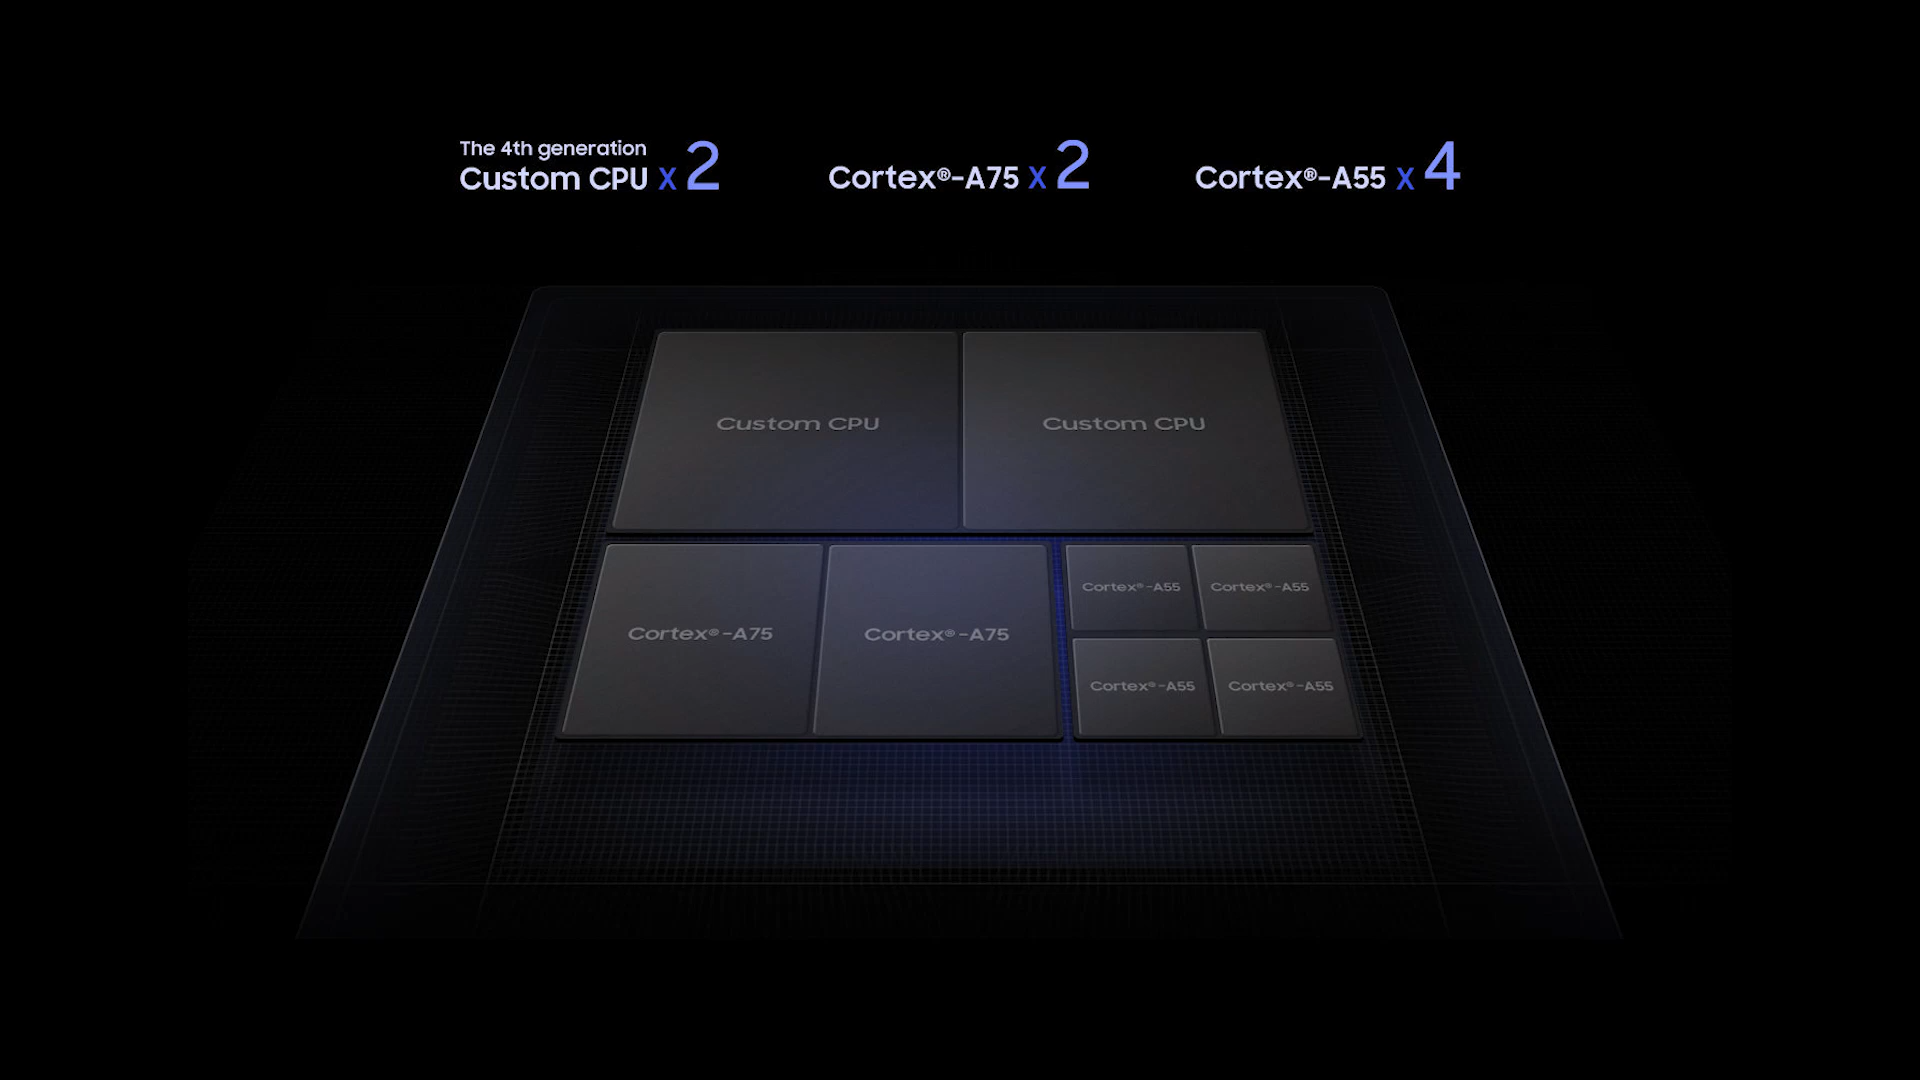 The 4th generation
Custom CPU X 2
Cortex®-A75 X 2
Cortex®-A55 X 4
Custom CPU
Custom CPU
Cortex®-A75
Cortex®-A75
Cortex®-A55
Cortex®-A55
Cortex®-A55
Cortex®-A55